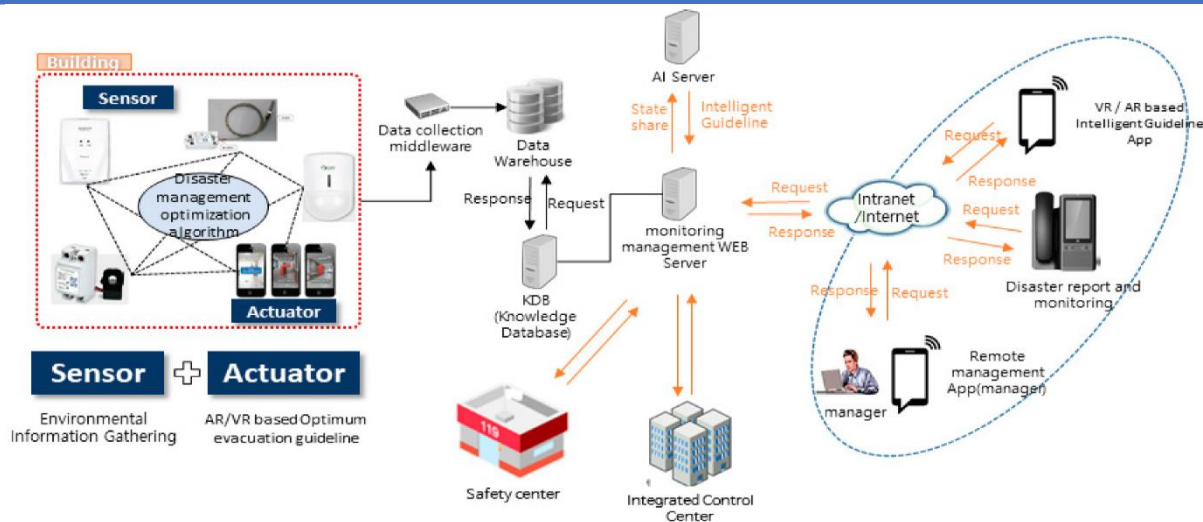 Building
Sensor
Disaster
management
optimization
algorithm
Actuator
Sensor
Actuator
Environmental
Information Gathering
AR/VR based Optimum
evacuation guideline
Data collection
middleware
Data
Warehouse
Response
Request
KDB
(Knowledge
Database)
AI Server
State
share
Intelligent
Guideline
monitoring
management WEB
Server
Request
Response
Intranet
/Internet
Request
Response
VR / AR based
Intelligent Guideline
App
Request
Response
Disaster report and
monitoring
Response
Request
manager
Remote
management
App(manager)
119
Safety center
Integrated Control
Center